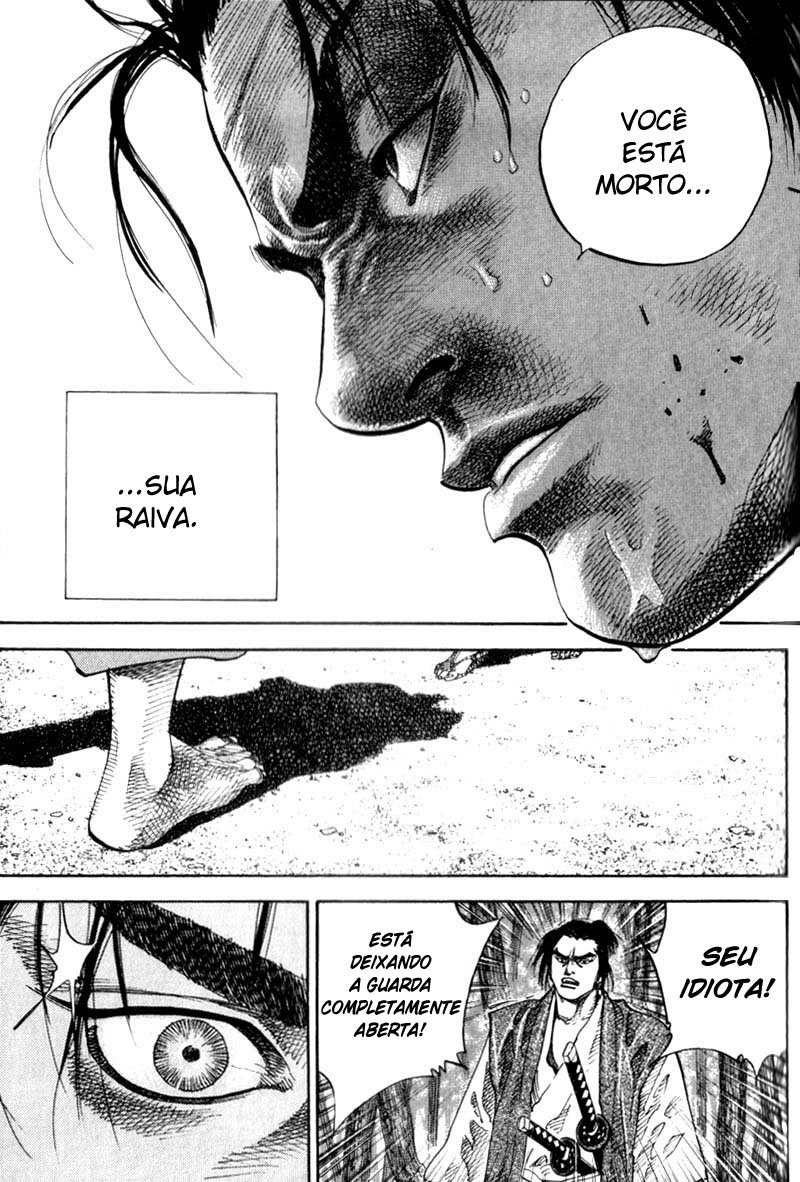 VOCÊ
ESTÁ
MORTO...
...SUA
RAIVA.
SEU
IDIOTA!
ESTÁ
DEIXANDO
A GUARDA
COMPLETAMENTE
ABERTA!